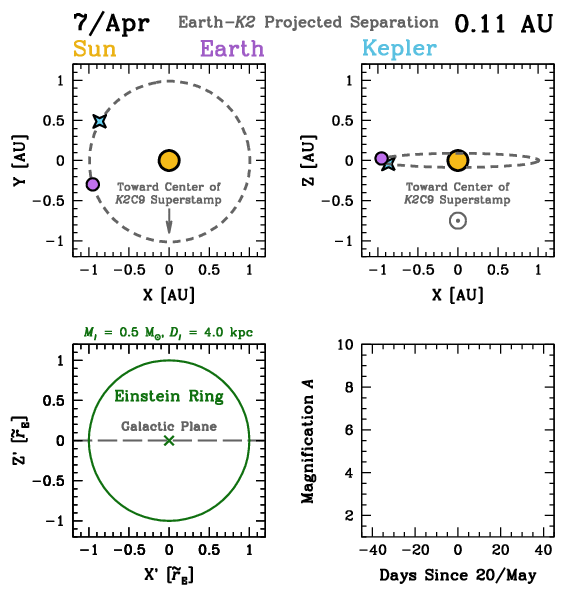 7/Apr Earth-K2 Projected Separation 0.11 AU
Sun Earth Kepler
1
0.5
0
−0.5
−1
Y [AU]
Toward Center of
K2C9 Superstamp
−1 −0.5 0 0.5 1
X [AU]
1
0.5
0
−0.5
−1
Z [AU]
Toward Center of
K2C9 Superstamp
−1 −0.5 0 0.5 1
X [AU]
M_l = 0.5 M_⊙, D_l = 4.0 kpc
1
0.5
0
−0.5
−1
Z' [r̃_E]
Einstein Ring
Galactic Plane
−1 −0.5 0 0.5 1
X' [r̃_E]
10
8
6
4
2
Magnification A
−40 −20 0 20 40
Days Since 20/May